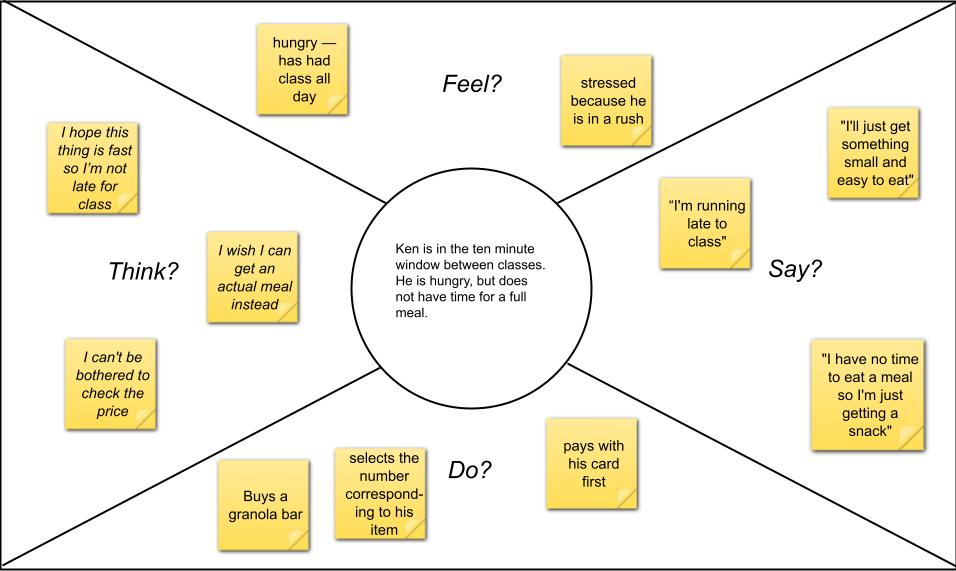 hungry —
has had
class all
day
Feel?
stressed
because he
is in a rush
I hope this
thing is fast
so I'm not
late for
class
Think?
I wish I can
get an
actual meal
instead
I can't be
bothered to
check the
price
Ken is in the ten minute
window between classes.
He is hungry, but does
not have time for a full
meal.
"I'll just get
something
small and
easy to eat"
“I'm running
late to
class"
Say?
"I have no time
to eat a meal
so I'm just
getting a
snack"
Buys a
granola bar
selects the
number
correspond-
ing to his
item
Do?
pays with
his card
first